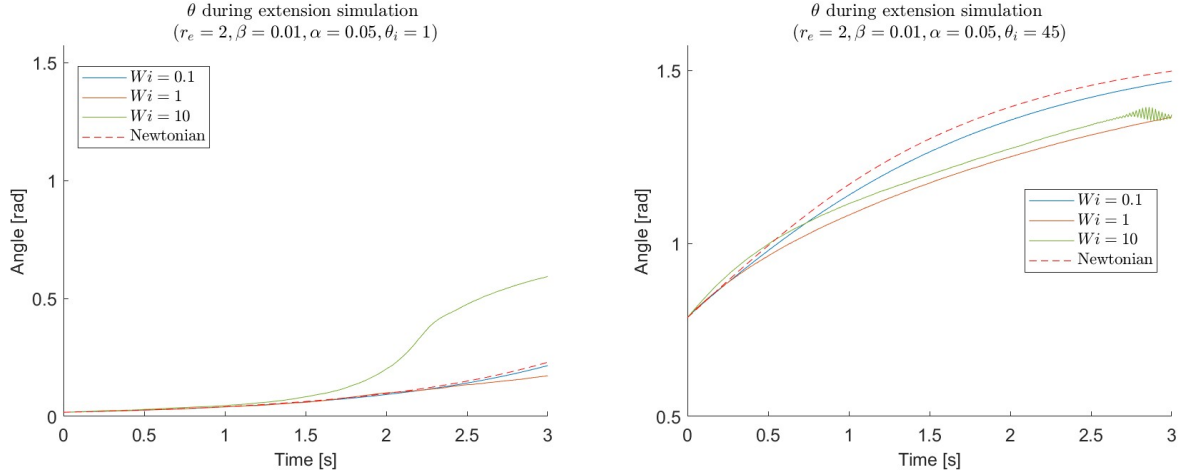 θ during extension simulation
(r_e = 2, β = 0.01, α = 0.05, θ_i = 1)
1.5
1
0.5
0
Angle [rad]
Wi = 0.1
Wi = 1
Wi = 10
Newtonian
0 0.5 1 1.5 2 2.5 3
Time [s]
θ during extension simulation
(r_e = 2, β = 0.01, α = 0.05, θ_i = 45)
1.5
1
0.5
Angle [rad]
Wi = 0.1
Wi = 1
Wi = 10
Newtonian
0 0.5 1 1.5 2 2.5 3
Time [s]